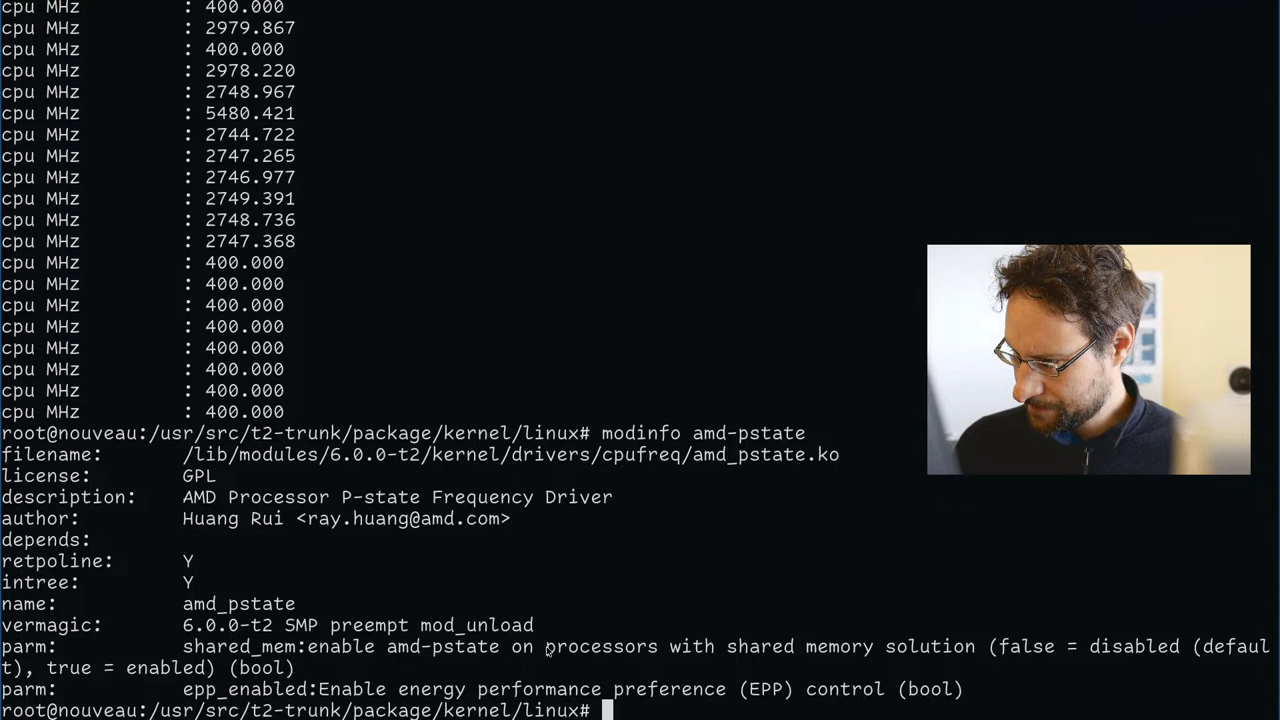 cpu MHz : 400.000
cpu MHz : 2979.867
cpu MHz : 400.000
cpu MHz : 2978.220
cpu MHz : 2748.967
cpu MHz : 5480.421
cpu MHz : 2744.722
cpu MHz : 2747.265
cpu MHz : 2746.977
cpu MHz : 2749.391
cpu MHz : 2748.736
cpu MHz : 2747.368
cpu MHz : 400.000
cpu MHz : 400.000
cpu MHz : 400.000
cpu MHz : 400.000
cpu MHz : 400.000
cpu MHz : 400.000
cpu MHz : 400.000
cpu MHz : 400.000
root@nouveau:/usr/src/t2-trunk/package/kernel/linux# modinfo amd-pstate
filename: /lib/modules/6.0.0-t2/kernel/drivers/cpufreq/amd_pstate.ko
license: GPL
description: AMD Processor P-state Frequency Driver
author: Huang Rui <ray.huang@amd.com>
depends:
retpoline: Y
intree: Y
name: amd_pstate
vermagic: 6.0.0-t2 SMP preempt mod_unload
parm: shared_mem:enable amd-pstate on processors with shared memory solution (false = disabled (defaul
t), true = enabled) (bool)
parm: epp_enabled:Enable energy performance preference (EPP) control (bool)
root@nouveau:/usr/src/t2-trunk/package/kernel/linux#